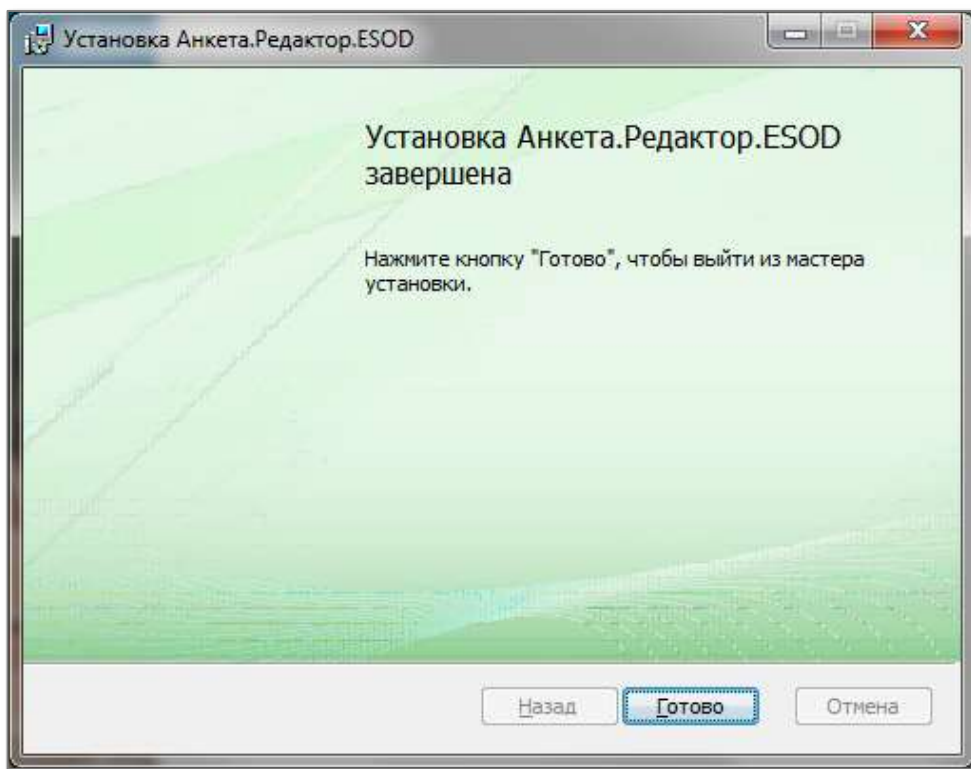 Установка Анкета.Редактор.ESOD
Установка Анкета.Редактор.ESOD
завершена
Нажмите кнопку "Готово", чтобы выйти из мастера
установки.
Назад Готово Отмена